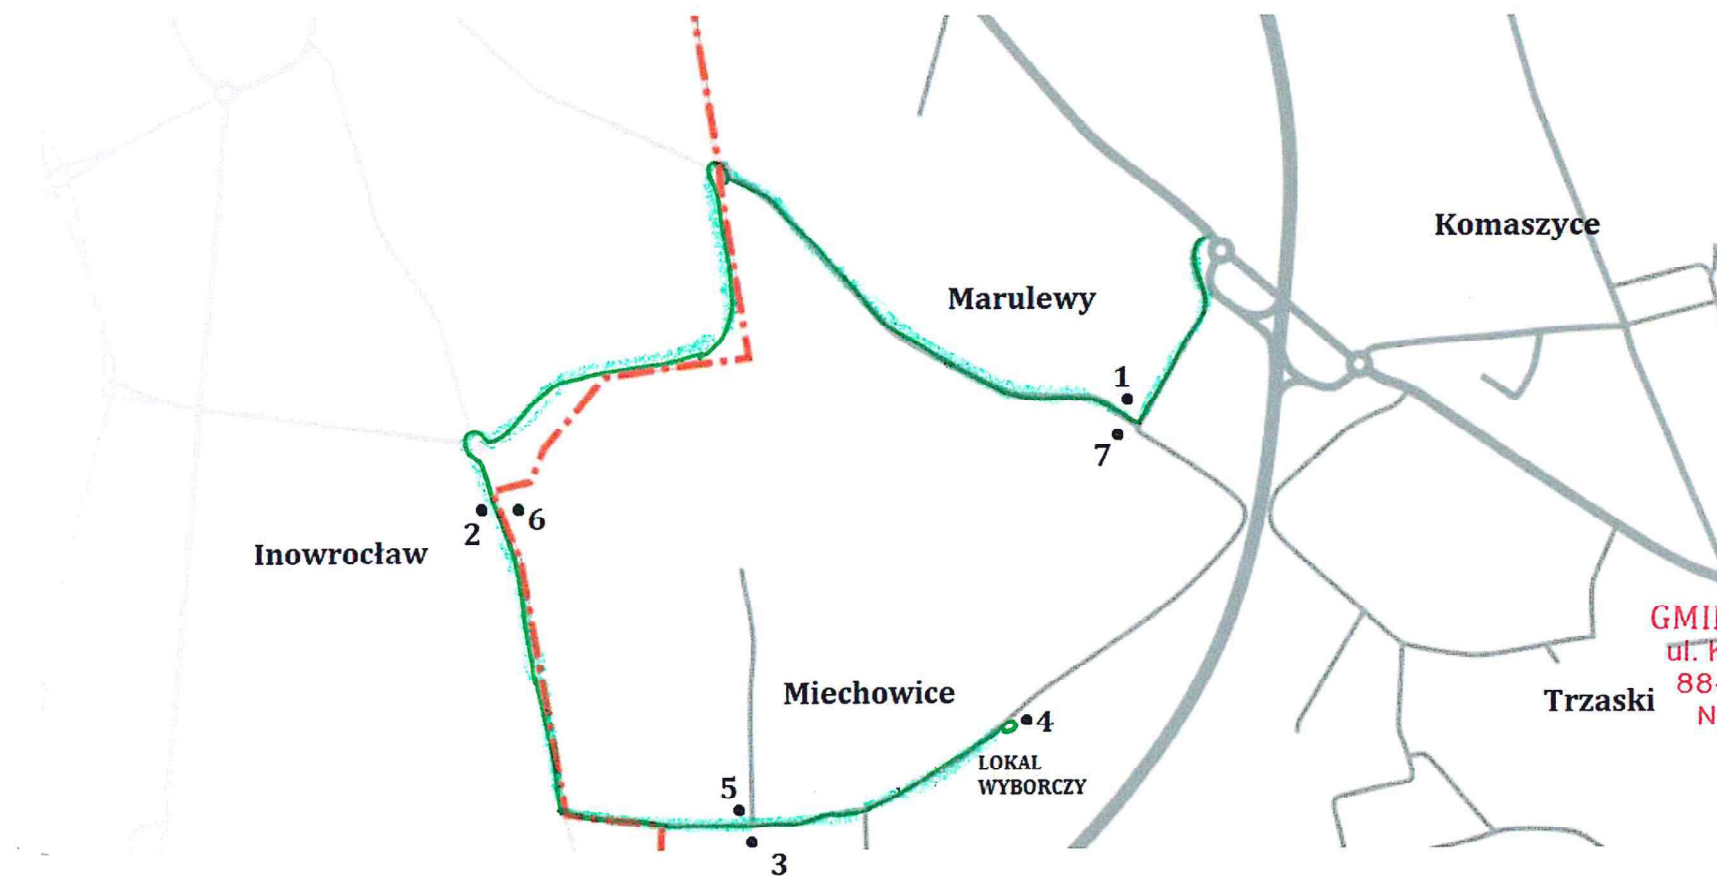 Komaszyce
Marulewy
1
7
2
6
Inowrocław
GMI
ul. K
88-
N
Miechowice
Trzaski
4
LOKAL
WYBORCZY
5
3